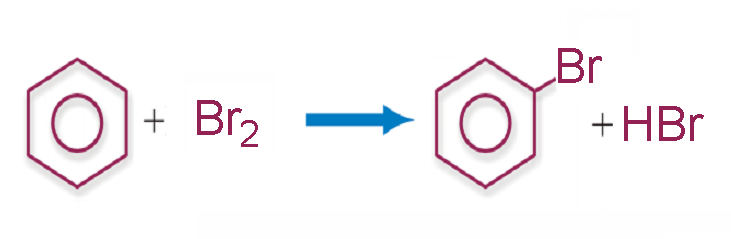 + Br₂ Br
+ HBr